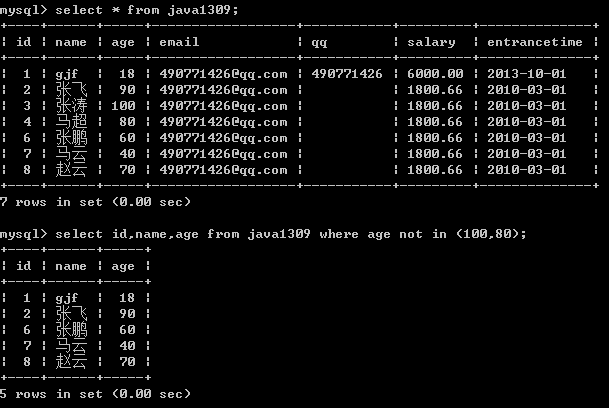 mysql> select * from java1309;
+----+------+-----+------------------+-----------+---------+--------------+
| id | name | age | email            | qq        | salary  | entrancetime |
+----+------+-----+------------------+-----------+---------+--------------+
| 1 | gjf | 18 | 490771426@qq.com | 490771426 | 6000.00 | 2013-10-01 |
| 2 | 张飞 | 90 | 490771426@qq.com | | 1800.66 | 2010-03-01 |
| 3 | 张涛 | 100 | 490771426@qq.com | | 1800.66 | 2010-03-01 |
| 4 | 马超 | 80 | 490771426@qq.com | | 1800.66 | 2010-03-01 |
| 6 | 张鹏 | 60 | 490771426@qq.com | | 1800.66 | 2010-03-01 |
| 7 | 马云 | 40 | 490771426@qq.com | | 1800.66 | 2010-03-01 |
| 8 | 赵云 | 70 | 490771426@qq.com | | 1800.66 | 2010-03-01 |
+----+------+-----+------------------+-----------+---------+--------------+
7 rows in set (0.00 sec)
mysql> select id,name,age from java1309 where age not in (100,80);
+----+------+-----+
| id | name | age |
+----+------+-----+
| 1 | gjf | 18 |
| 2 | 张飞 | 90 |
| 6 | 张鹏 | 60 |
| 7 | 马云 | 40 |
| 8 | 赵云 | 70 |
+----+------+-----+
5 rows in set (0.00 sec)